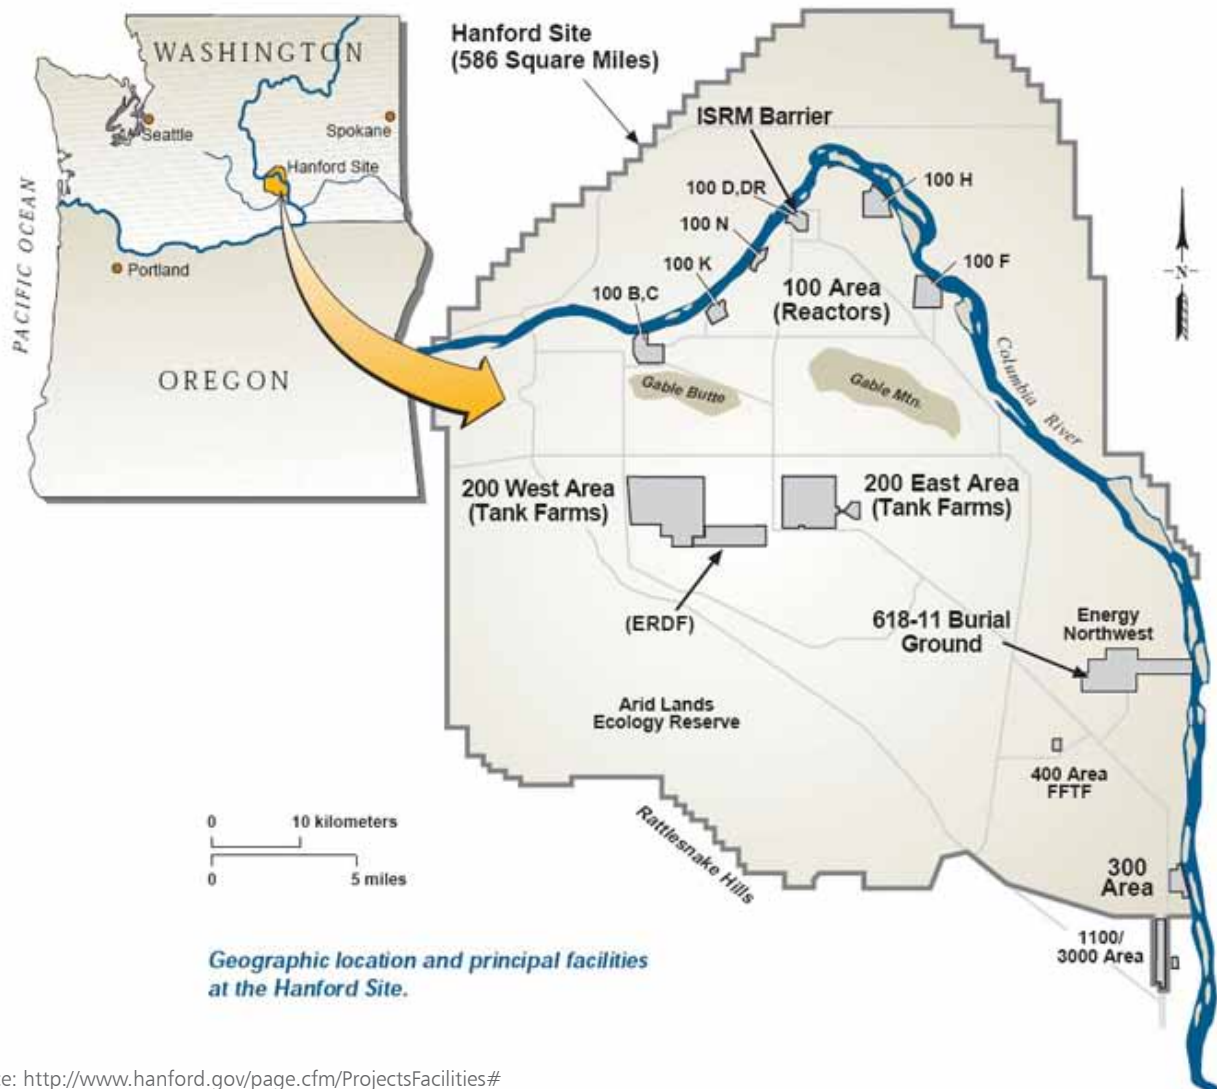 WASHINGTON
Seattle
Spokane
Hanford Site
PACIFIC OCEAN
Portland
OREGON
Hanford Site
(586 Square Miles)
ISRM Barrier
100 D,DR
100 H
100 N
100 K
100 F
100 B,C
100 Area
(Reactors)
N
Columbia River
Gable Butte
Gable Mtn.
200 West Area
(Tank Farms)
200 East Area
(Tank Farms)
(ERDF)
618-11 Burial
Ground
Energy
Northwest
Arid Lands
Ecology Reserve
400 Area
FFTF
Rattlesnake Hills
0 10 kilometers
0 5 miles
300
Area
1100/
3000 Area
Geographic location and principal facilities
at the Hanford Site.
ce: http://www.hanford.gov/page.cfm/ProjectsFacilities#